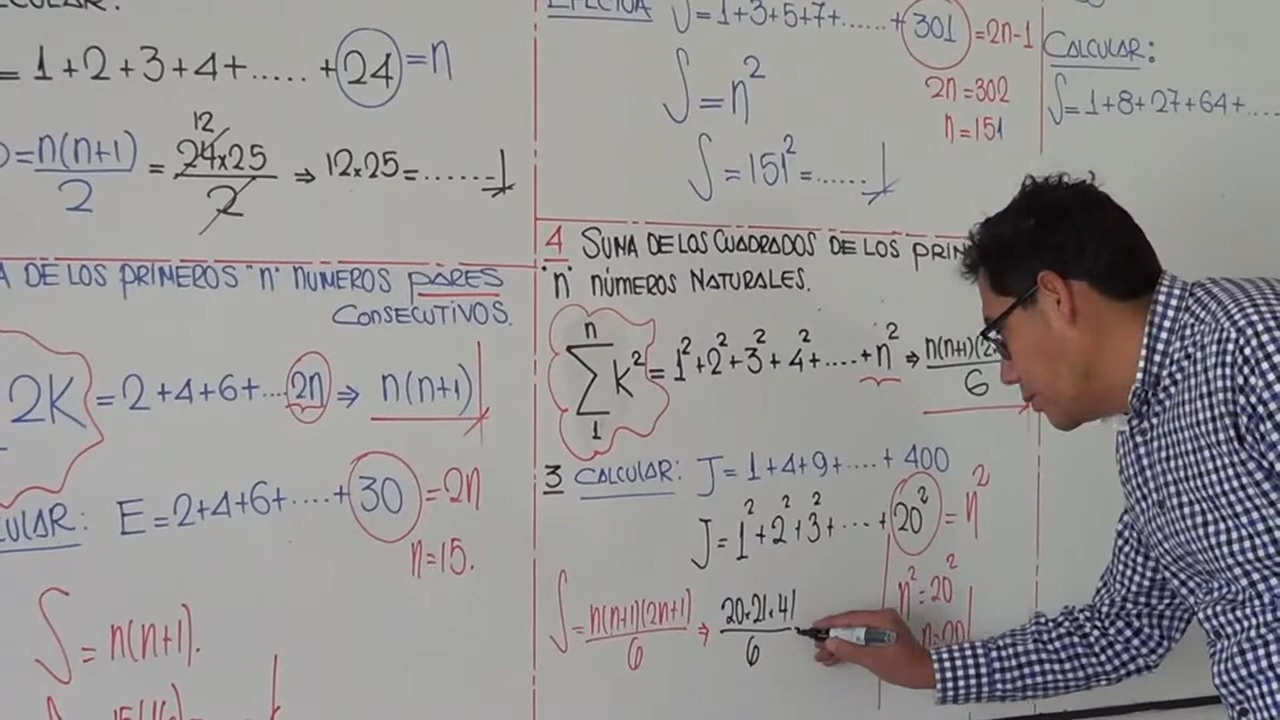 CALCULAR:
= 1+2+3+4+..... +24 = n
= n(n+1)/2 = 12 24x25/2 ⇒ 12x25 = ......
DE LOS PRIMEROS "n" NUMEROS PARES
CONSECUTIVOS.
2K = 2+4+6+...2n ⇒ n(n+1)
CULAR: E = 2+4+6+....+30 = 2n
n=15.
S = n(n+1).
EFECTUA S = 1+3+5+7+......+301 = 2n-1
2n = 302
n = 151
S = n²
S = 151² = ......
4 SUMA DE LOS CUADRADOS DE LOS
"n" NÚMEROS NATURALES.
n
∑ K² = 1²+2²+3²+4²+....+n² ⇒ n(n+1)(2 /6
1
3 CALCULAR: J = 1+4+9+....+400
J = 1²+2²+3²+....+20² = n²
n² = 20²
n=20
S = n(n+1)(2n+1)/6 ⇒ 20x21x41/6
CALCULAR:
S = 1+8+27+64+....